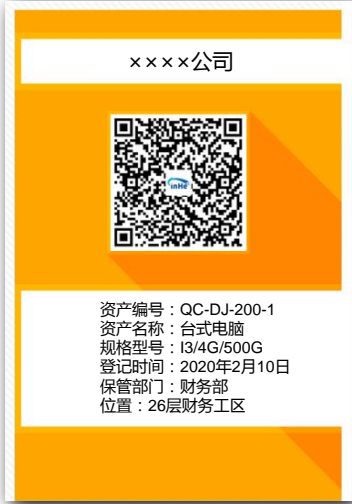 ××××公司
inHe
资产编号：QC-DJ-200-1
资产名称：台式电脑
规格型号：I3/4G/500G
登记时间：2020年2月10日
保管部门：财务部
位置：26层财务工区